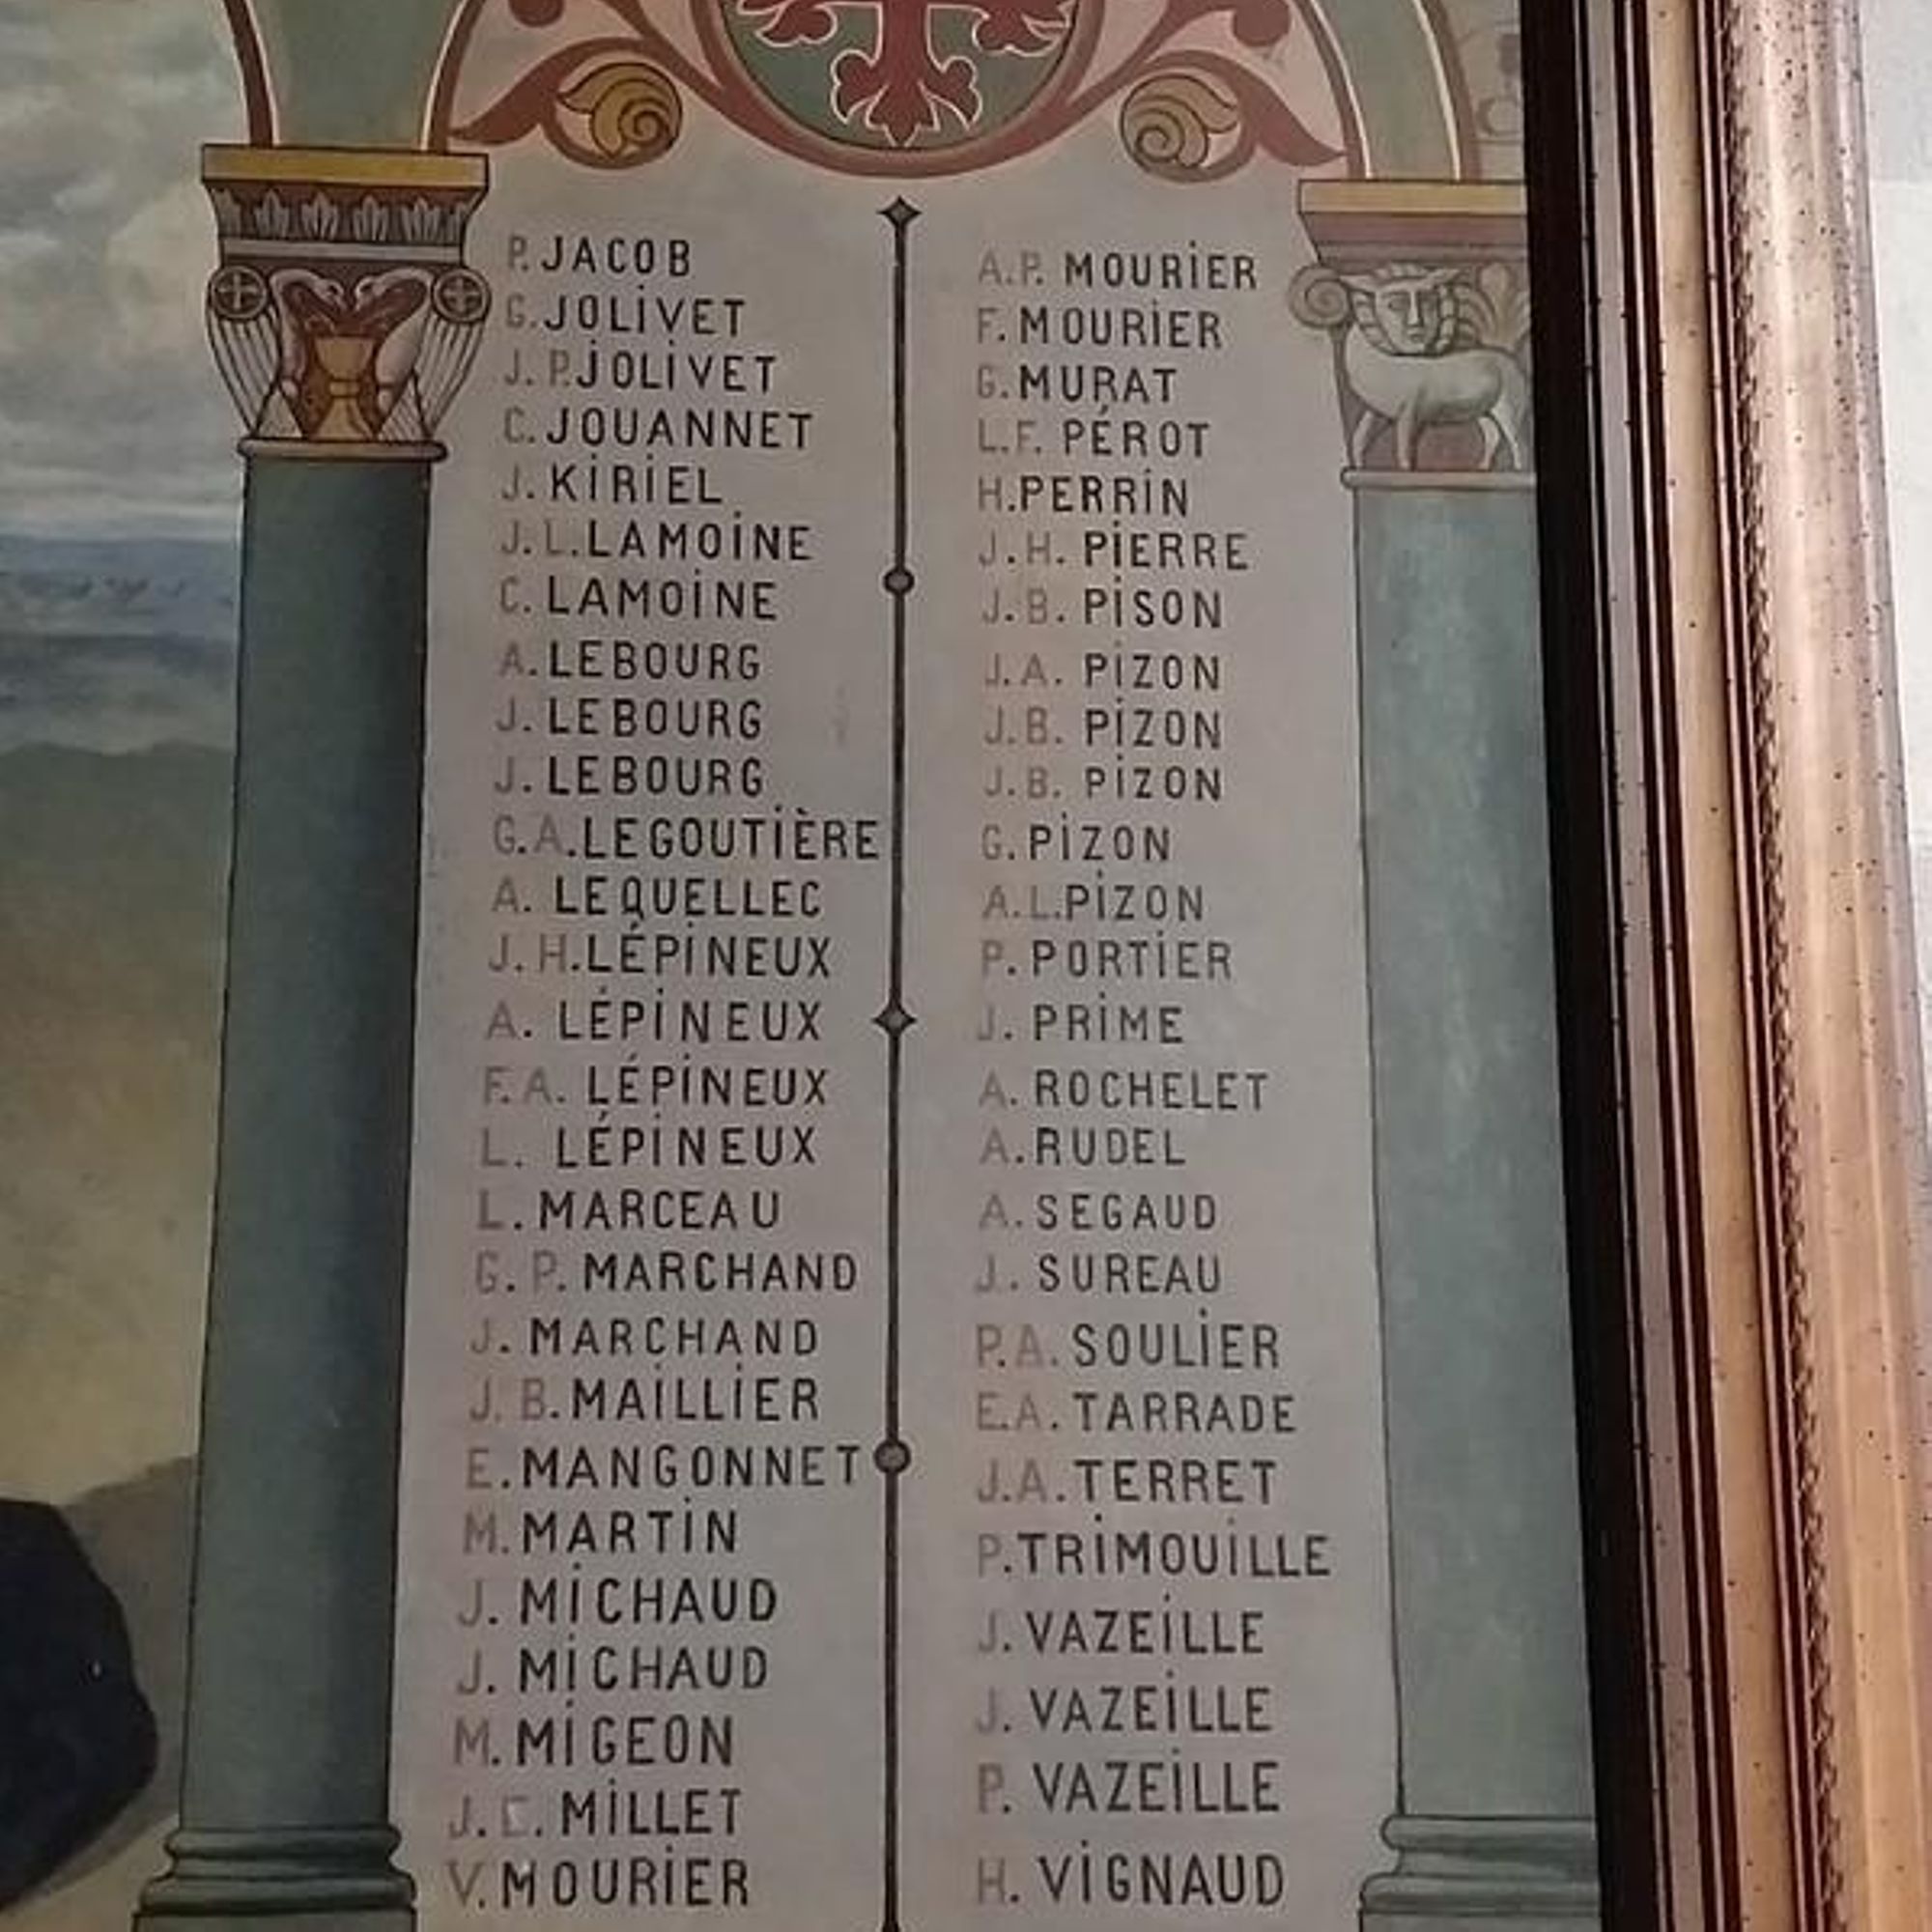 P. JACOB
G. JOLIVET
J. P. JOLIVET
C. JOUANNET
J. KIRIEL
J. L. LAMOINE
C. LAMOINE
A. LEBOURG
J. LEBOURG
J. LEBOURG
G. A. LEGOUTIÈRE
A. LEQUELLEC
J. H. LÉPINEUX
A. LÉPINEUX
F. A. LÉPINEUX
L. LÉPINEUX
L. MARCEAU
G. P. MARCHAND
J. MARCHAND
J. B. MAILLIER
E. MANGONNET
M. MARTIN
J. MICHAUD
J. MICHAUD
M. MIGEON
J. MILLET
V. MOURIER
A. P. MOURIER
F. MOURIER
G. MURAT
L. F. PÉROT
H. PERRIN
J. H. PIERRE
J. B. PISON
J. A. PIZON
J. B. PIZON
J. B. PIZON
G. PIZON
A. L. PIZON
P. PORTIER
J. PRIME
A. ROCHELET
A. RUDEL
A. SEGAUD
J. SUREAU
P. A. SOULIER
E. A. TARRADE
J. A. TERRET
P. TRIMOUILLE
J. VAZEILLE
J. VAZEILLE
P. VAZEILLE
H. VIGNAUD